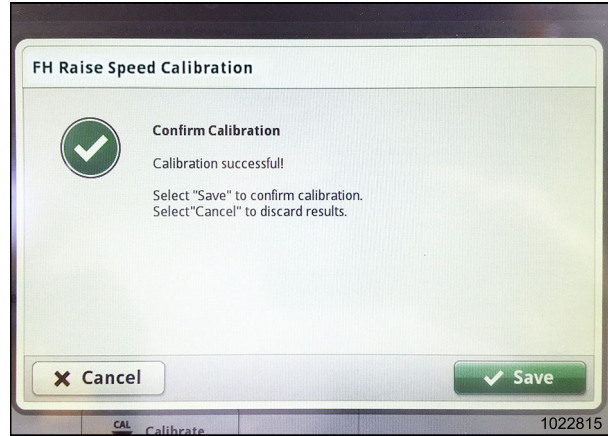 FH Raise Speed Calibration
Confirm Calibration
Calibration successful!
Select "Save" to confirm calibration.
Select"Cancel" to discard results.
Cancel
Save
CAL
Calibrate
1022815